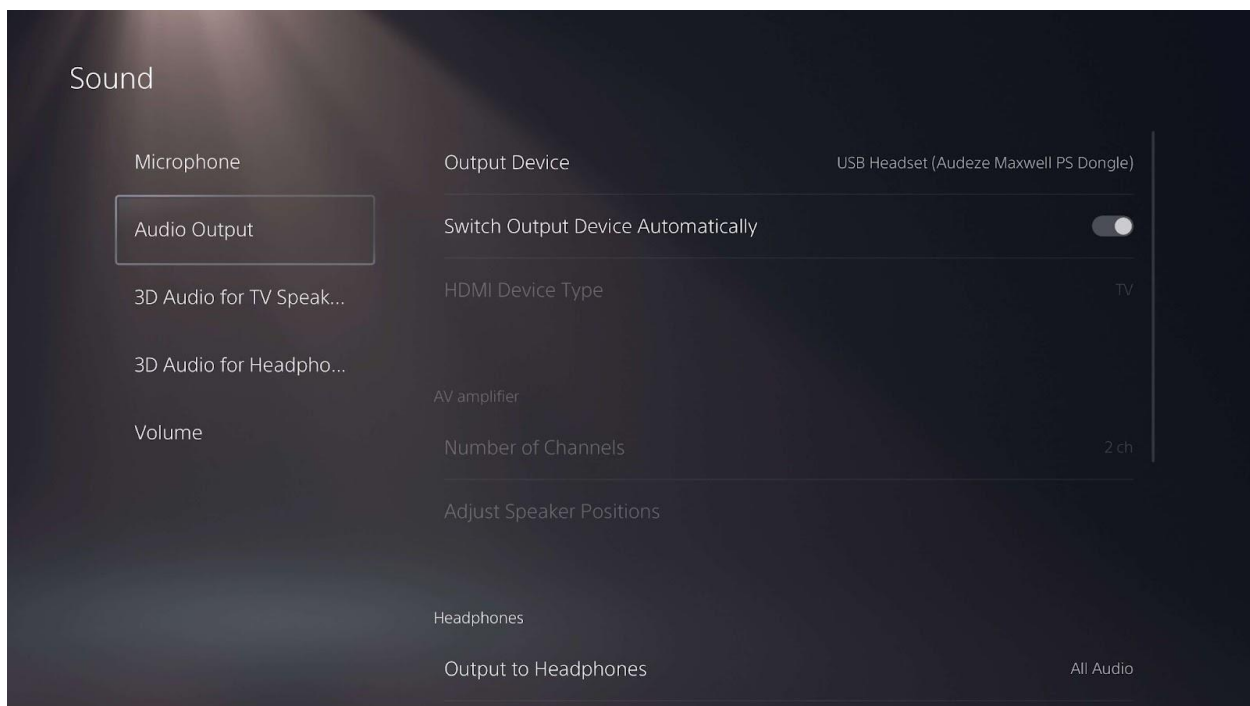 Sound
Microphone
Audio Output
3D Audio for TV Speak...
3D Audio for Headpho...
Volume
Output Device USB Headset (Audeze Maxwell PS Dongle)
Switch Output Device Automatically
HDMI Device Type TV
AV amplifier
Number of Channels 2 ch
Adjust Speaker Positions
Headphones
Output to Headphones All Audio